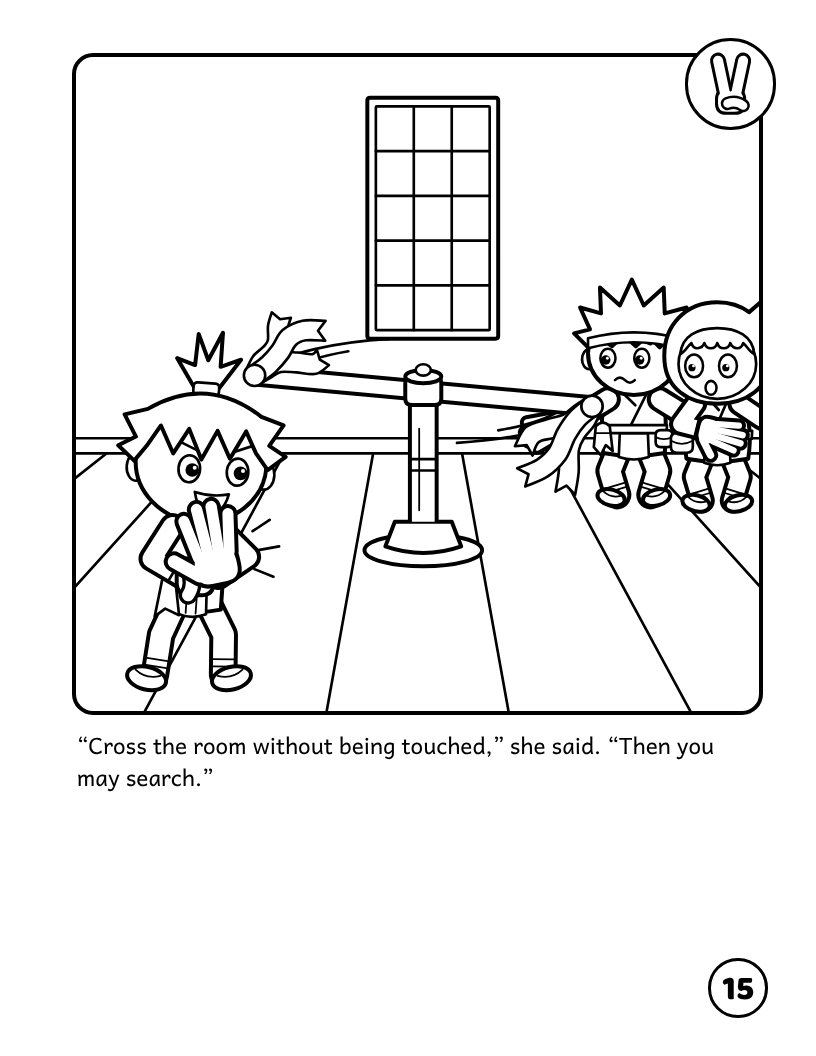 “Cross the room without being touched,” she said. “Then you
may search.”
15